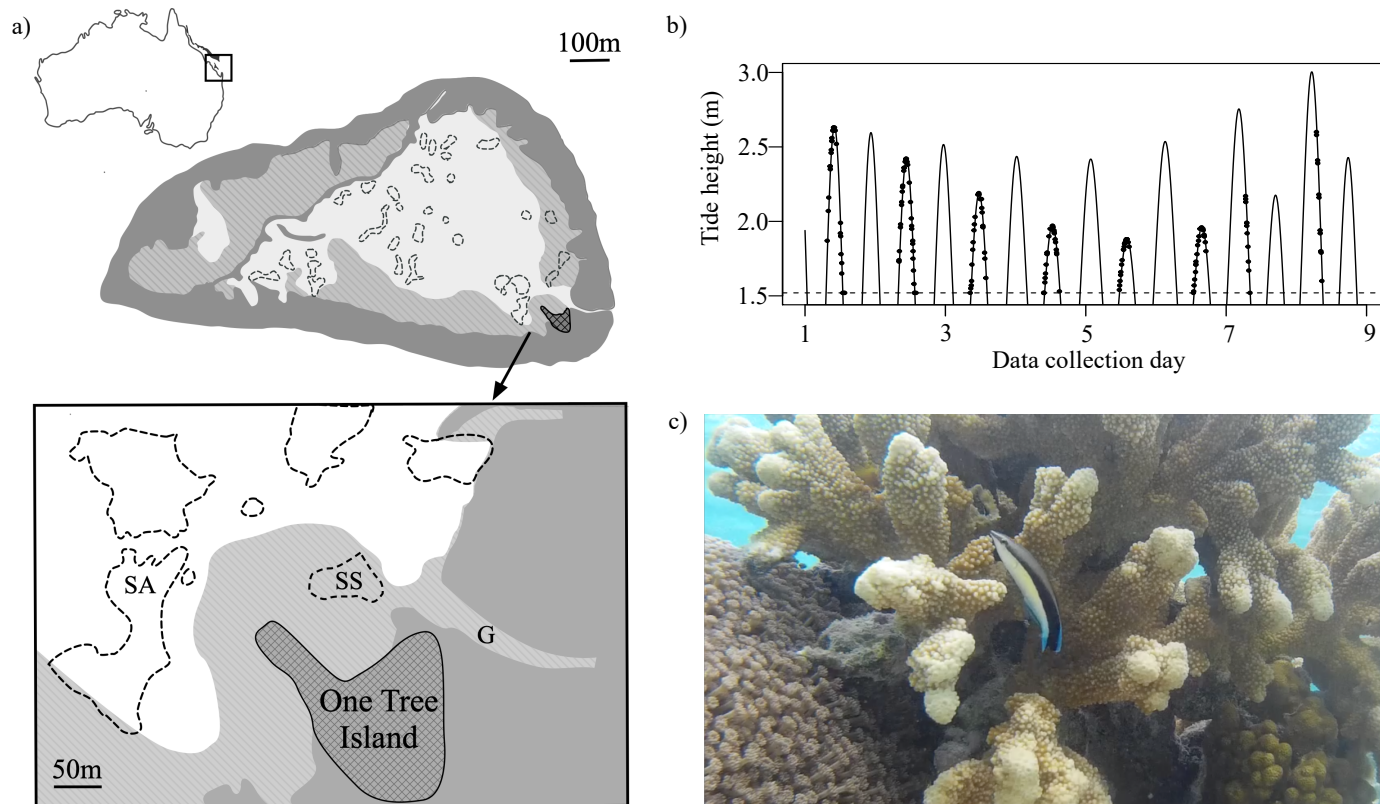 a)
100m
SA
SS
G
One Tree
Island
50m
b)
Tide height (m)
3.0
2.5
2.0
1.5
1
3
5
7
9
Data collection day
c)